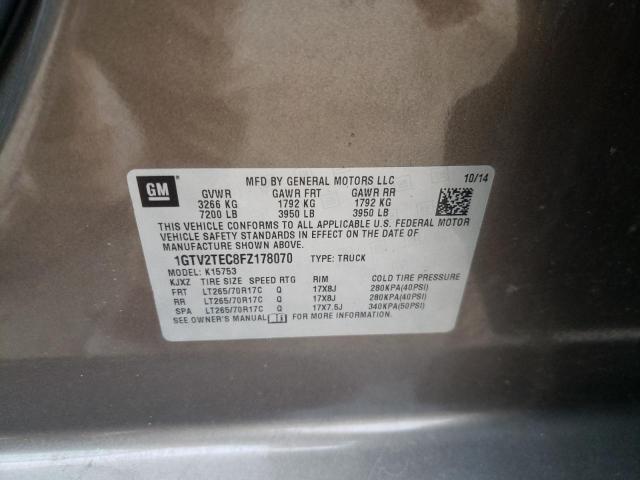 MFD BY GENERAL MOTORS LLC 10/14
GM
GVWR GAWR FRT GAWR RR
3266 KG 1792 KG 1792 KG
7200 LB 3950 LB 3950 LB
THIS VEHICLE CONFORMS TO ALL APPLICABLE U.S. FEDERAL MOTOR
VEHICLE SAFETY STANDARDS IN EFFECT ON THE DATE OF
MANUFACTURE SHOWN ABOVE.
1GTV2TEC8FZ178070 TYPE: TRUCK
MODEL: K15753
KJXZ TIRE SIZE SPEED RTG RIM COLD TIRE PRESSURE
FRT LT265/70R17C Q 17X8J 280KPA(40PSI)
RR LT265/70R17C Q 17X8J 280KPA(40PSI)
SPA LT265/70R17C Q 17X7.5J 340KPA(50PSI)
SEE OWNER'S MANUAL FOR MORE INFORMATION.